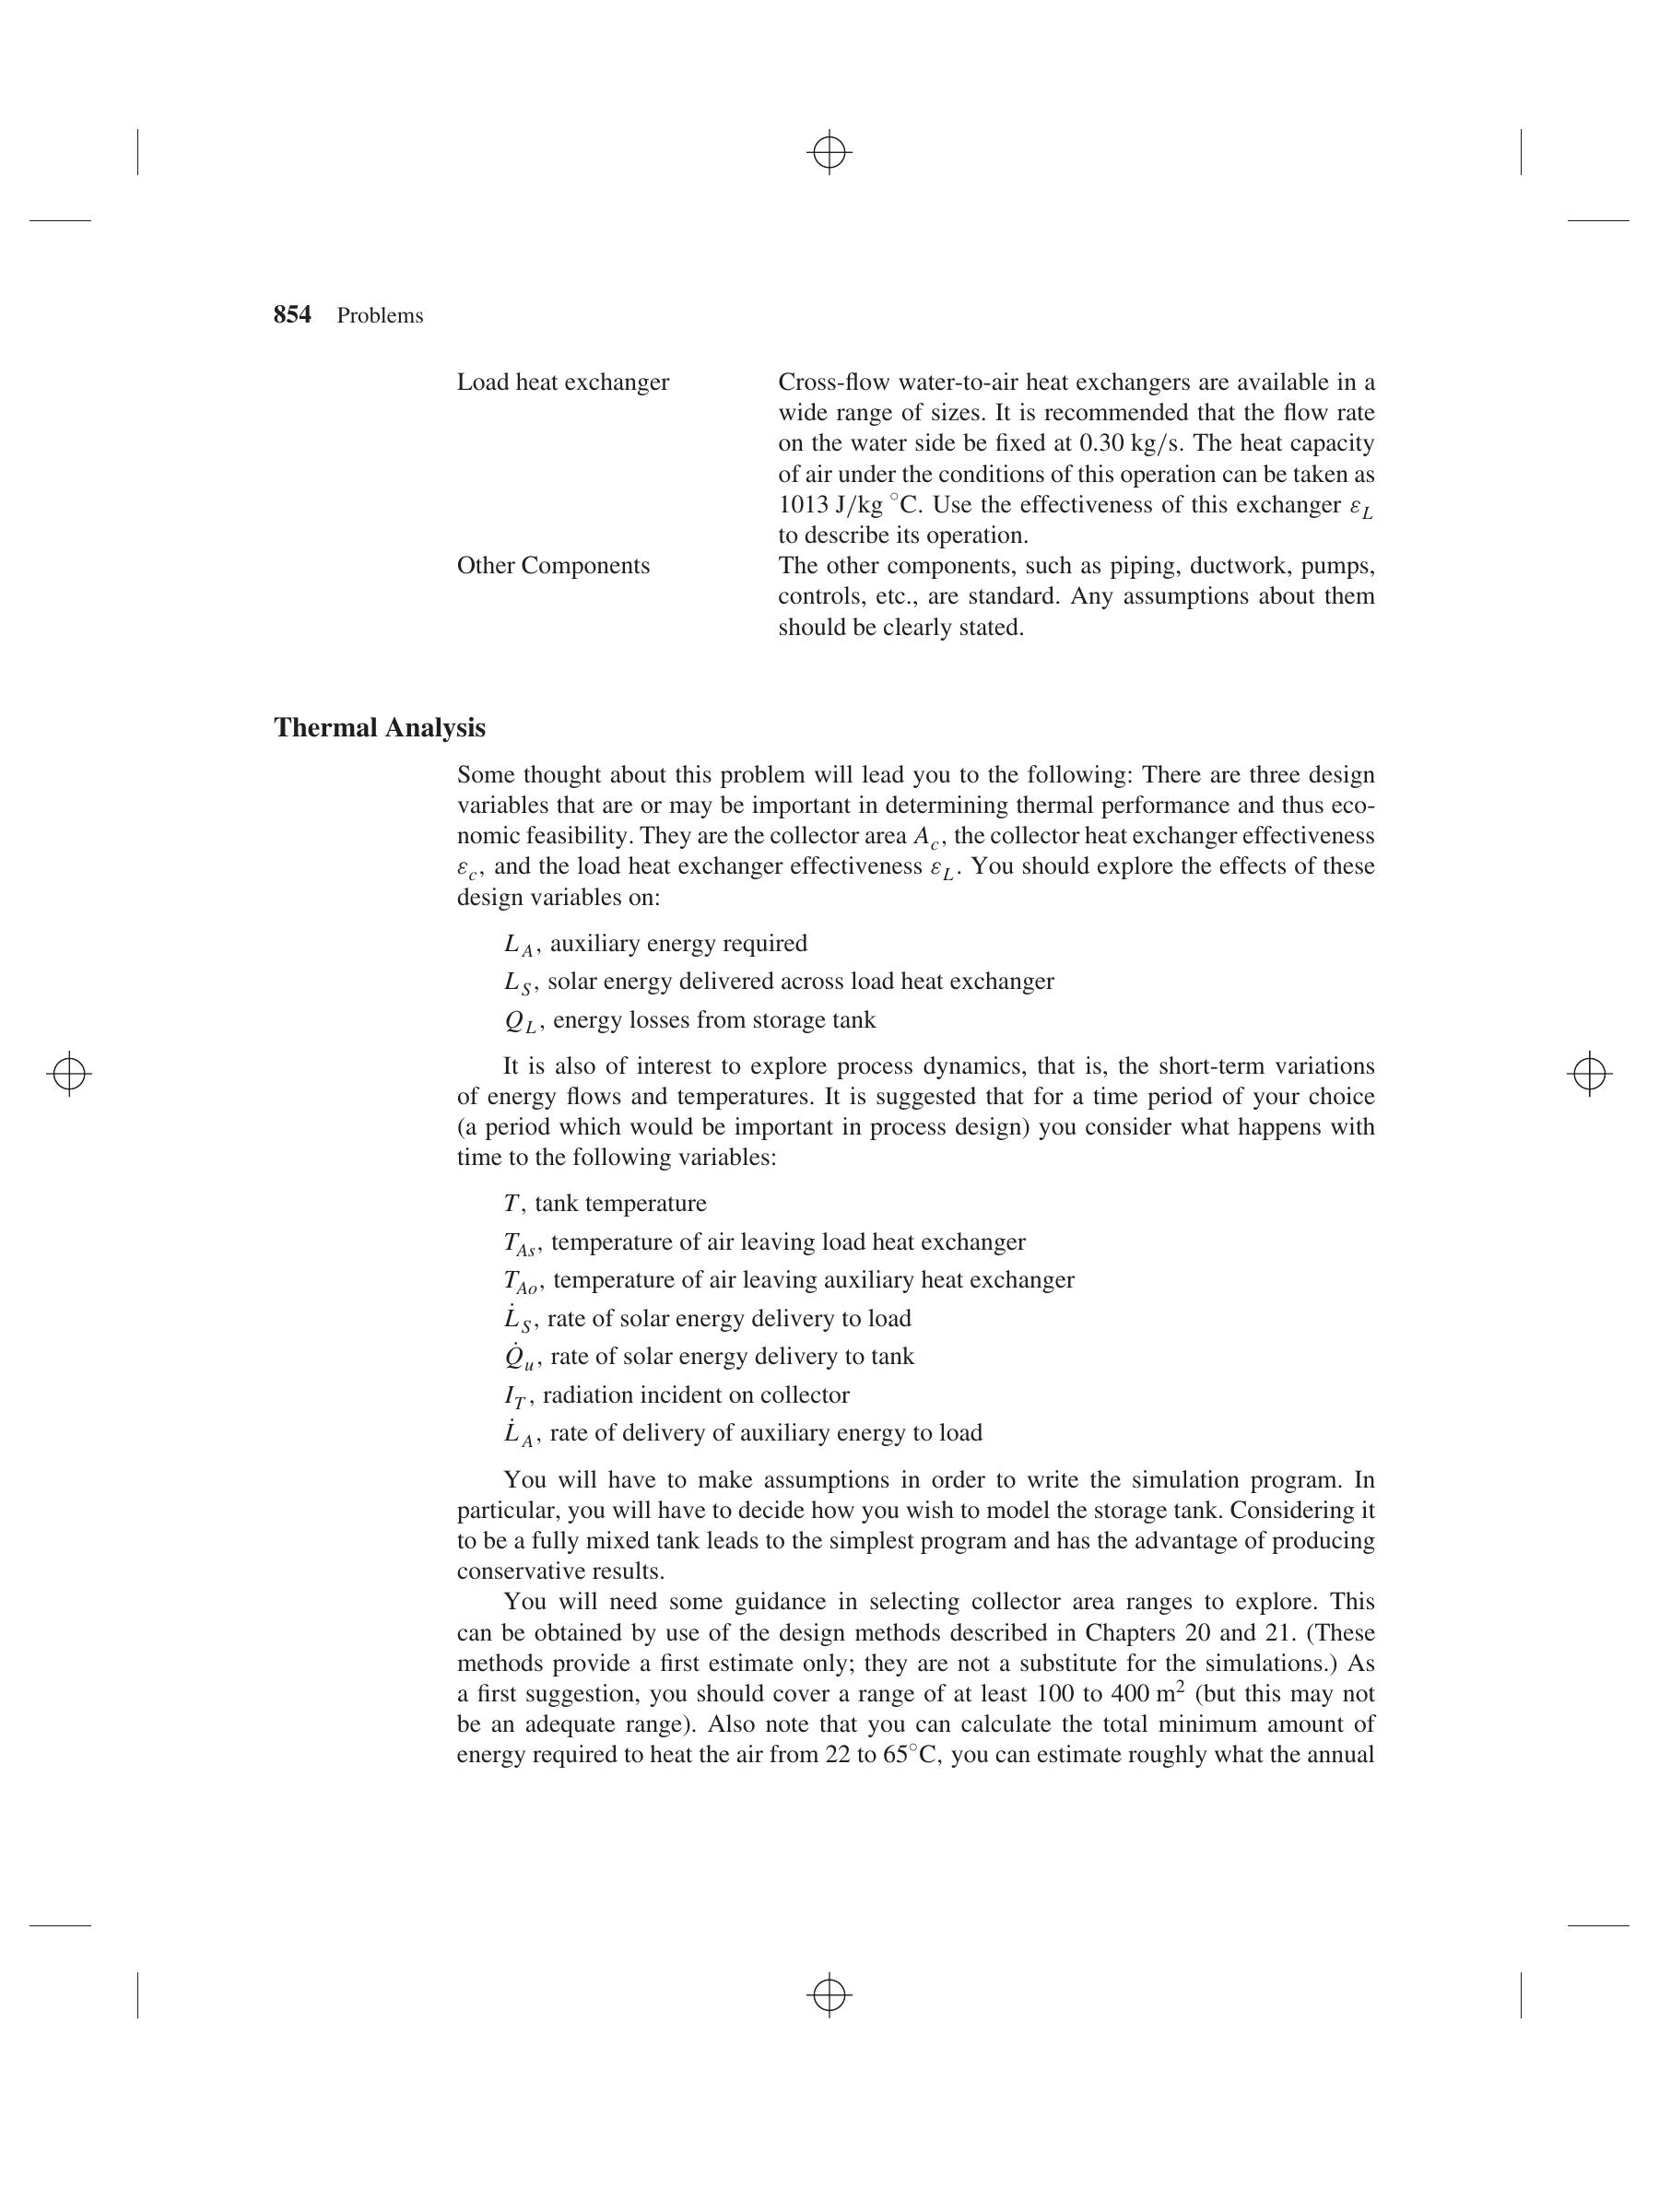 854 Problems
Load heat exchanger Cross-flow water-to-air heat exchangers are available in a
wide range of sizes. It is recommended that the flow rate
on the water side be fixed at 0.30 kg/s. The heat capacity
of air under the conditions of this operation can be taken as
1013 J/kg °C. Use the effectiveness of this exchanger ε_L
to describe its operation.
Other Components The other components, such as piping, ductwork, pumps,
controls, etc., are standard. Any assumptions about them
should be clearly stated.
Thermal Analysis
Some thought about this problem will lead you to the following: There are three design
variables that are or may be important in determining thermal performance and thus eco-
nomic feasibility. They are the collector area A_c, the collector heat exchanger effectiveness
ε_c, and the load heat exchanger effectiveness ε_L. You should explore the effects of these
design variables on:
L_A, auxiliary energy required
L_S, solar energy delivered across load heat exchanger
Q_L, energy losses from storage tank
It is also of interest to explore process dynamics, that is, the short-term variations
of energy flows and temperatures. It is suggested that for a time period of your choice
(a period which would be important in process design) you consider what happens with
time to the following variables:
T, tank temperature
T_As, temperature of air leaving load heat exchanger
T_Ao, temperature of air leaving auxiliary heat exchanger
L̇_S, rate of solar energy delivery to load
Q̇_u, rate of solar energy delivery to tank
I_T, radiation incident on collector
L̇_A, rate of delivery of auxiliary energy to load
You will have to make assumptions in order to write the simulation program. In
particular, you will have to decide how you wish to model the storage tank. Considering it
to be a fully mixed tank leads to the simplest program and has the advantage of producing
conservative results.
You will need some guidance in selecting collector area ranges to explore. This
can be obtained by use of the design methods described in Chapters 20 and 21. (These
methods provide a first estimate only; they are not a substitute for the simulations.) As
a first suggestion, you should cover a range of at least 100 to 400 m² (but this may not
be an adequate range). Also note that you can calculate the total minimum amount of
energy required to heat the air from 22 to 65°C, you can estimate roughly what the annual